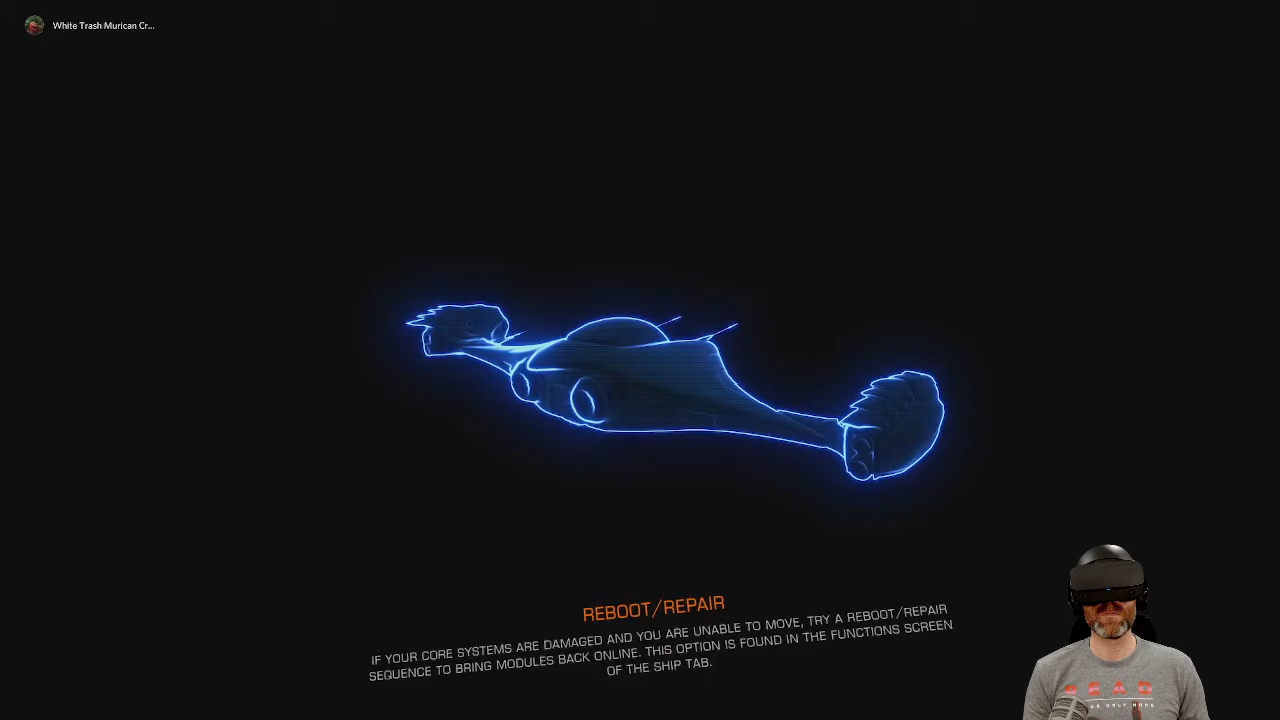 White Trash Murican Cr...
REBOOT/REPAIR
IF YOUR CORE SYSTEMS ARE DAMAGED AND YOU ARE UNABLE TO MOVE, TRY A REBOOT/REPAIR
SEQUENCE TO BRING MODULES BACK ONLINE. THIS OPTION IS FOUND IN THE FUNCTIONS SCREEN
OF THE SHIP TAB.